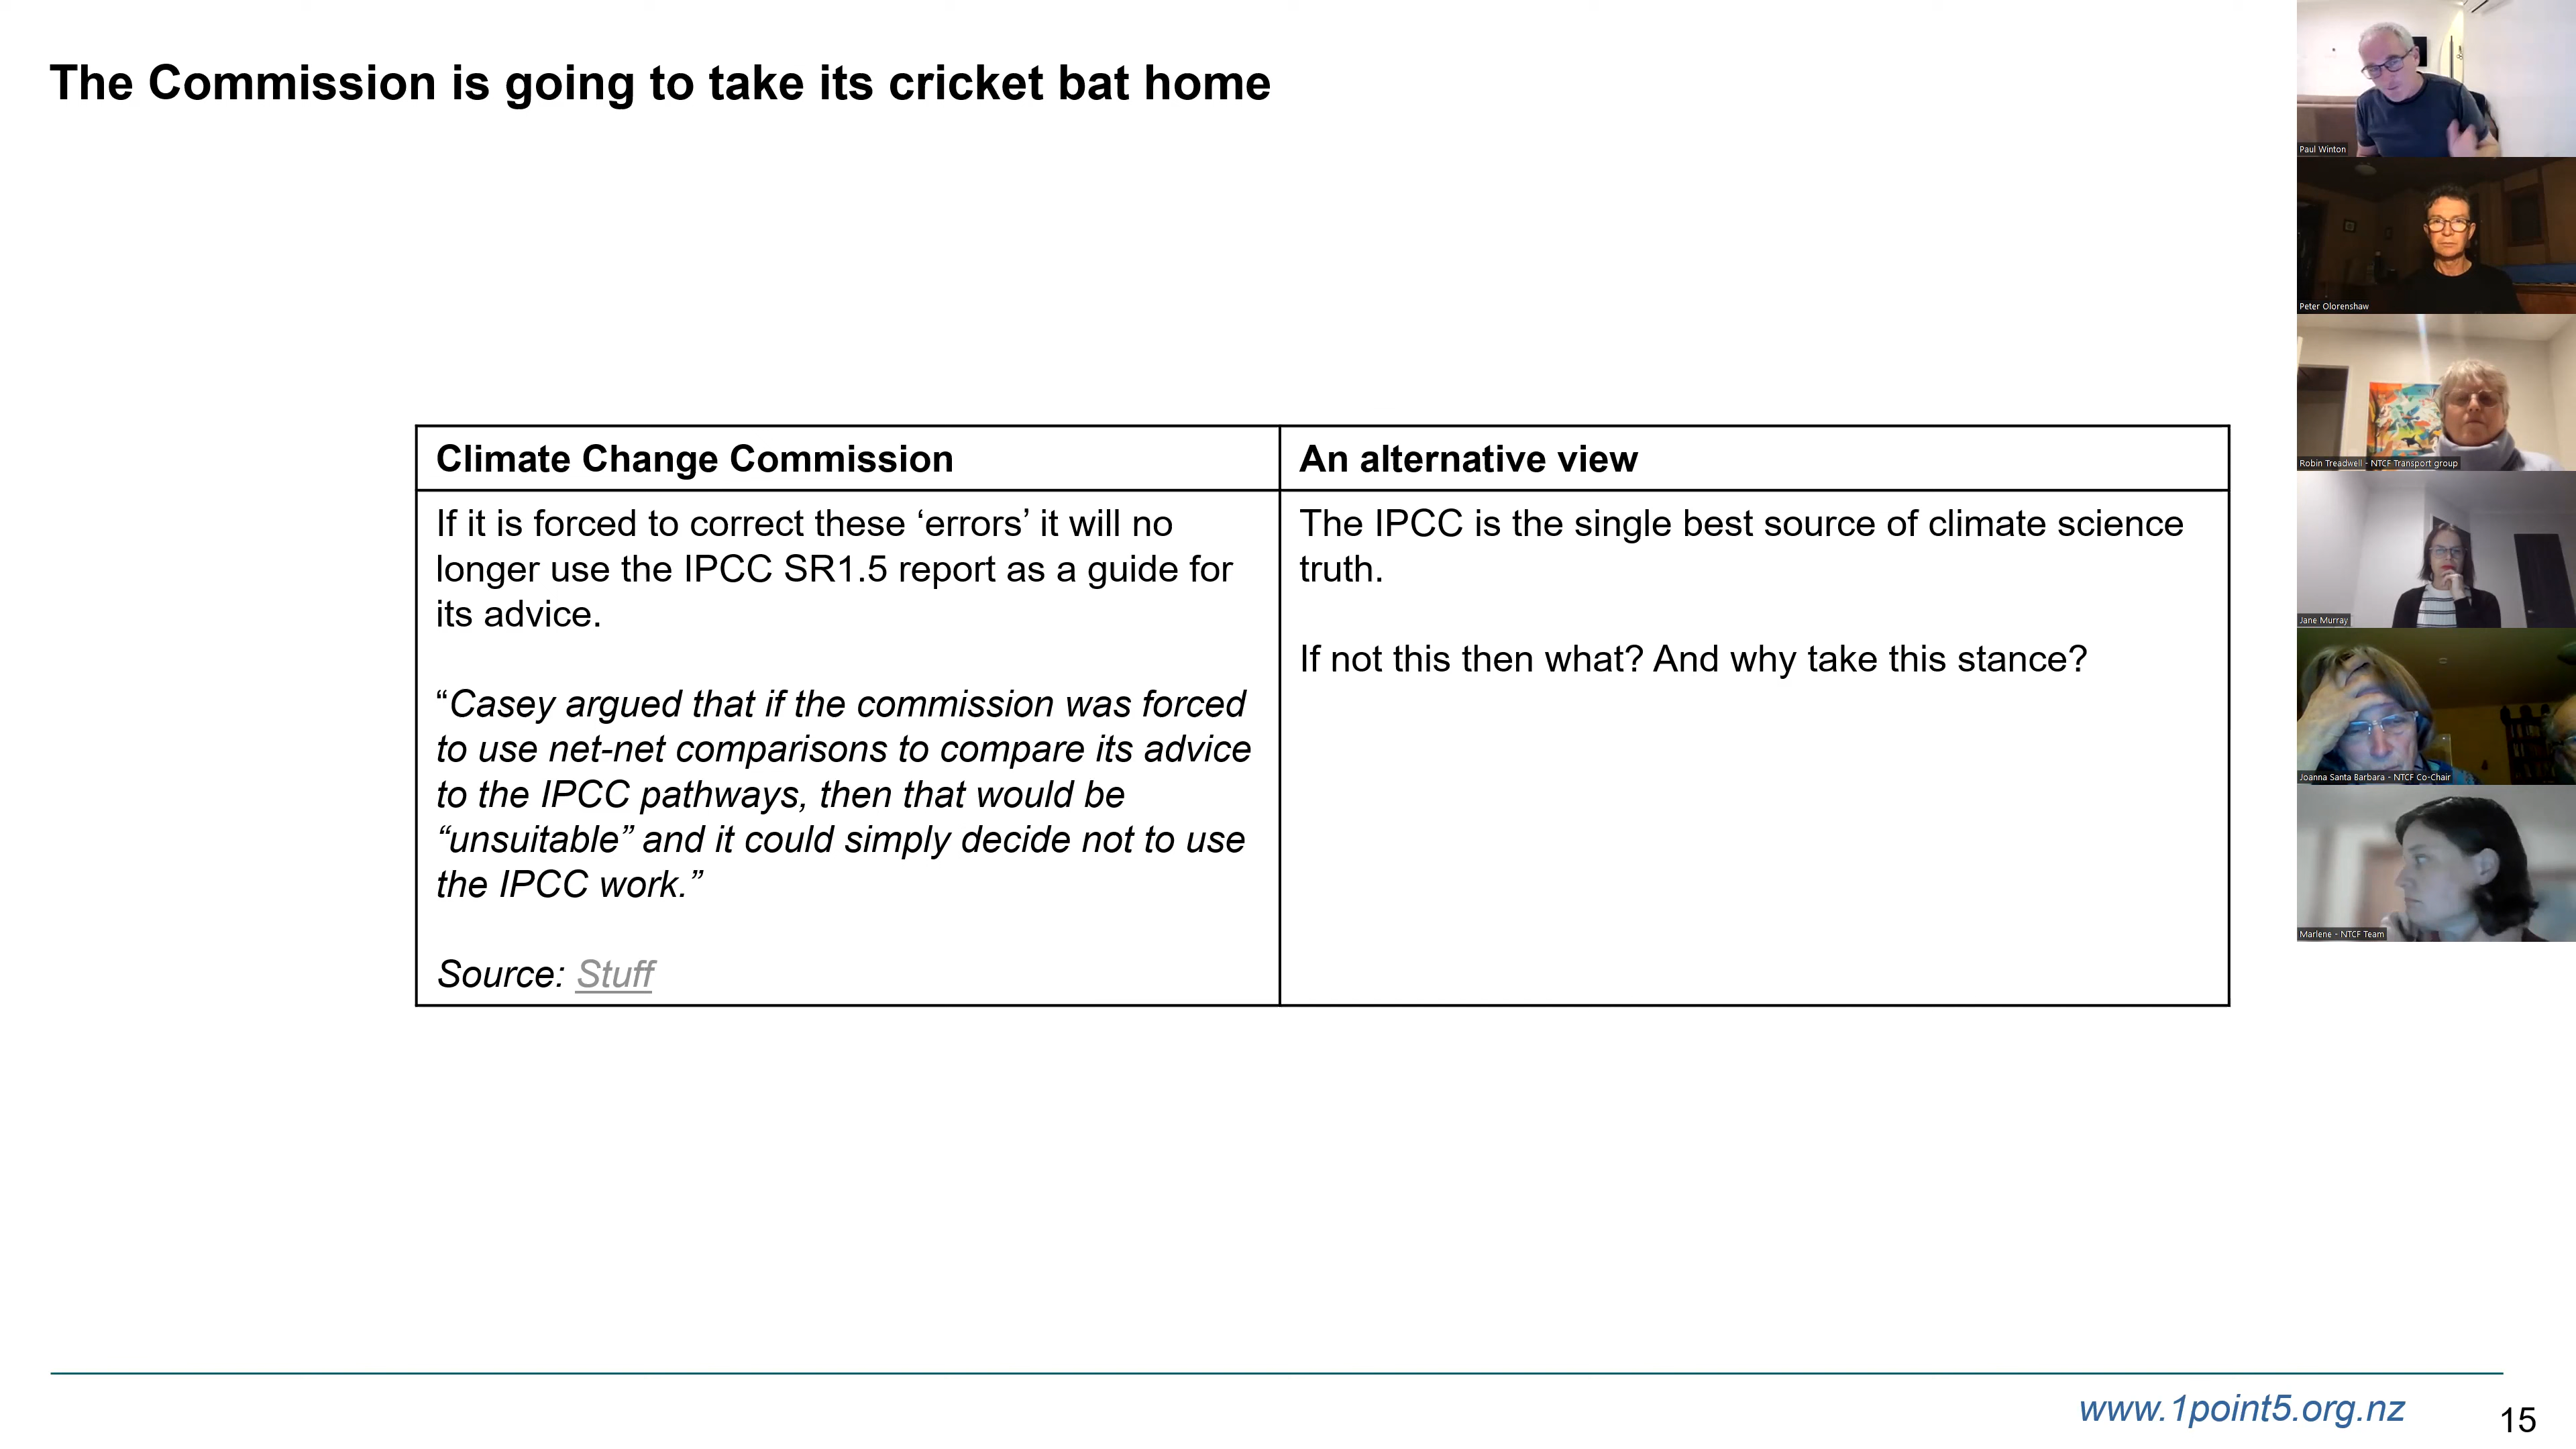 The Commission is going to take its cricket bat home
Climate Change Commission
If it is forced to correct these ‘errors’ it will no
longer use the IPCC SR1.5 report as a guide for
its advice.
“Casey argued that if the commission was forced
to use net-net comparisons to compare its advice
to the IPCC pathways, then that would be
“unsuitable” and it could simply decide not to use
the IPCC work.”
Source: Stuff
An alternative view
The IPCC is the single best source of climate science
truth.
If not this then what? And why take this stance?
Paul Winton
Peter Olorenshaw
Robin Treadwell - NTCF Transport group
Jane Murray
Joanna Santa Barbara - NTCF Co-Chair
Marlene - NTCF Team
www.1point5.org.nz
15